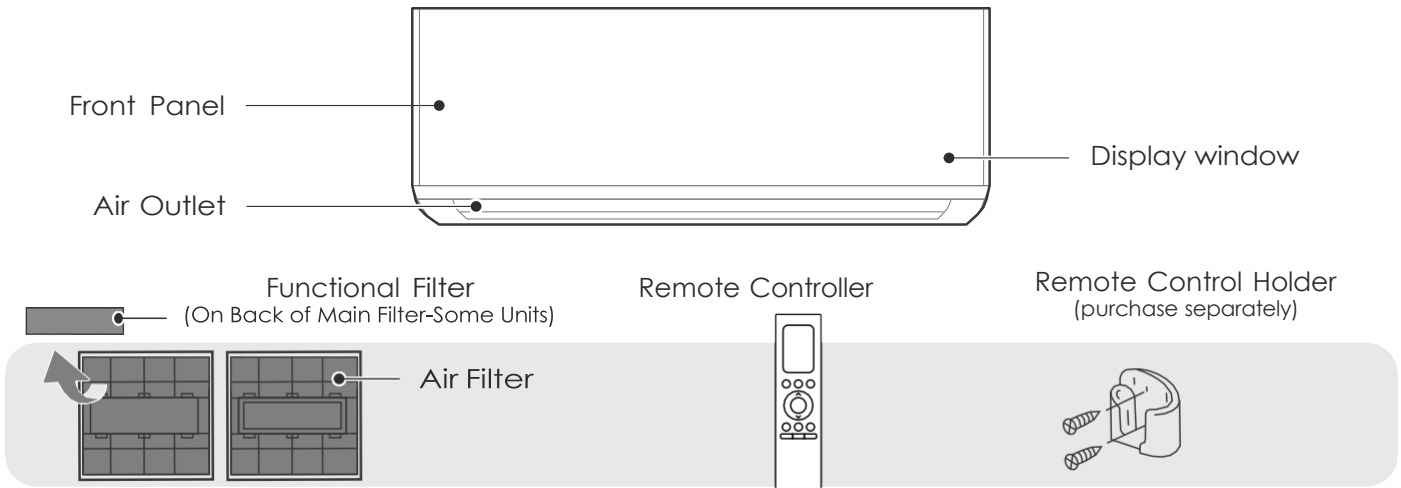 Front Panel
Display window
Air Outlet
Functional Filter
(On Back of Main Filter-Some Units)
Remote Controller
Remote Control Holder
(purchase separately)
Air Filter